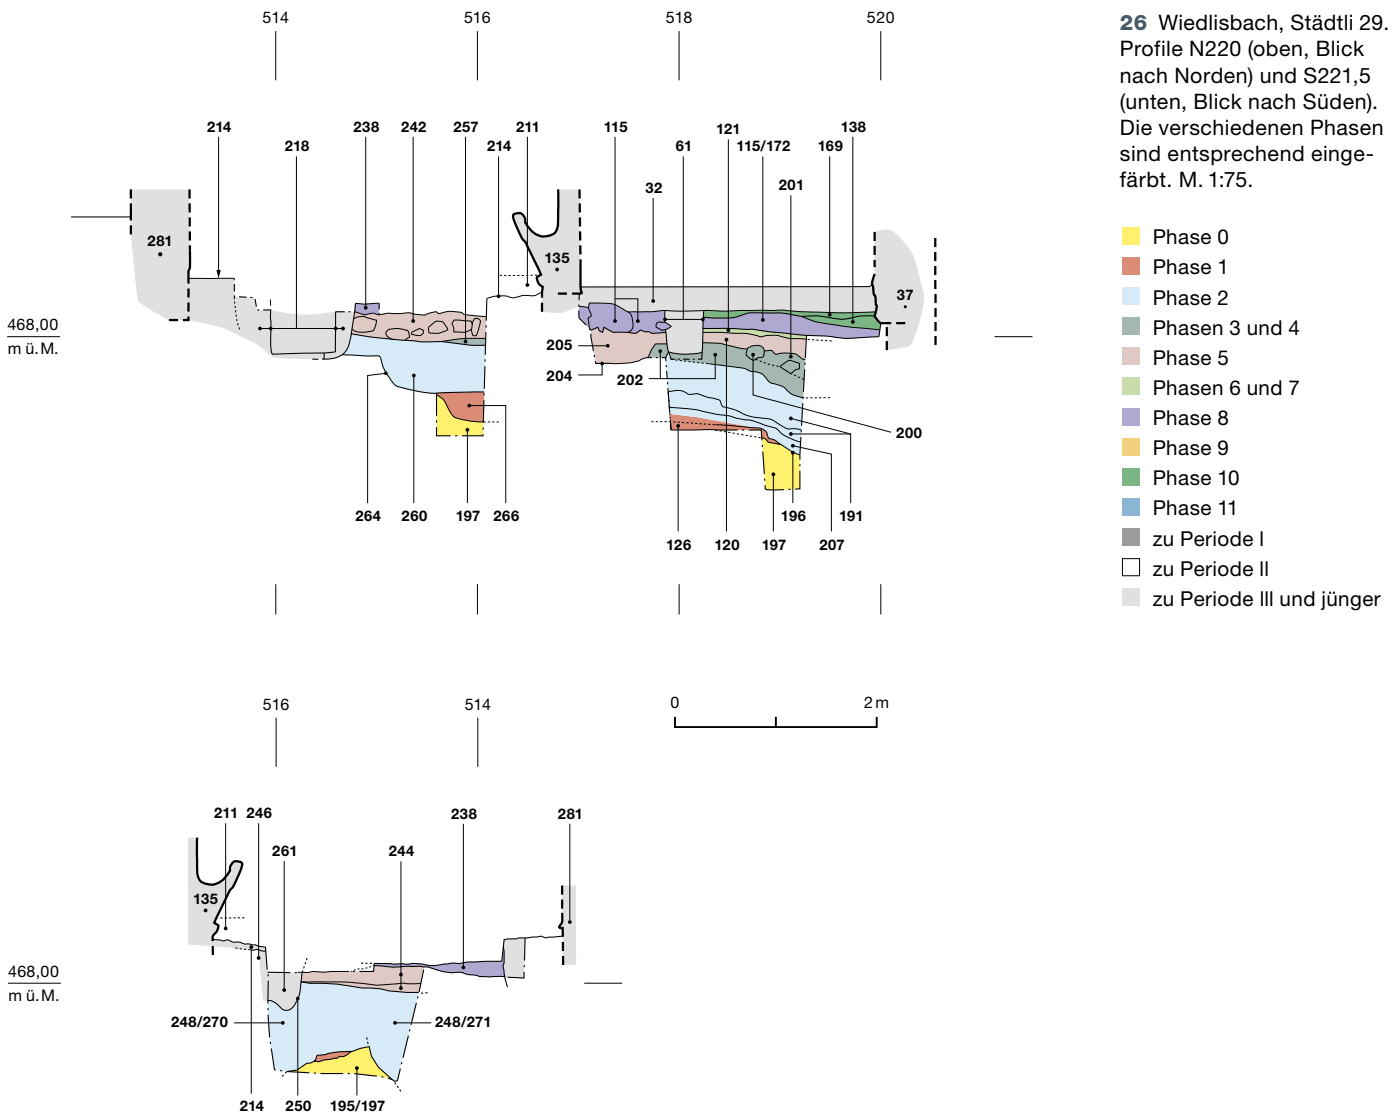 514 516 518 520
214 238 242 257 211 115 121 138
218 214 61 115/172 169
32 201
281
135
37
468,00
m ü.M.
205
204 202
200
264 260 197 266 196 191
126 120 197 207
516 514
0 2 m
211 246 238 281
261 244
135
468,00
m ü.M.
248/270 248/271
214 250 195/197
26 Wiedlisbach, Städtli 29.
Profile N220 (oben, Blick
nach Norden) und S221,5
(unten, Blick nach Süden).
Die verschiedenen Phasen
sind entsprechend einge-
färbt. M. 1:75.
Phase 0
Phase 1
Phase 2
Phasen 3 und 4
Phase 5
Phasen 6 und 7
Phase 8
Phase 9
Phase 10
Phase 11
zu Periode I
zu Periode II
zu Periode III und jünger